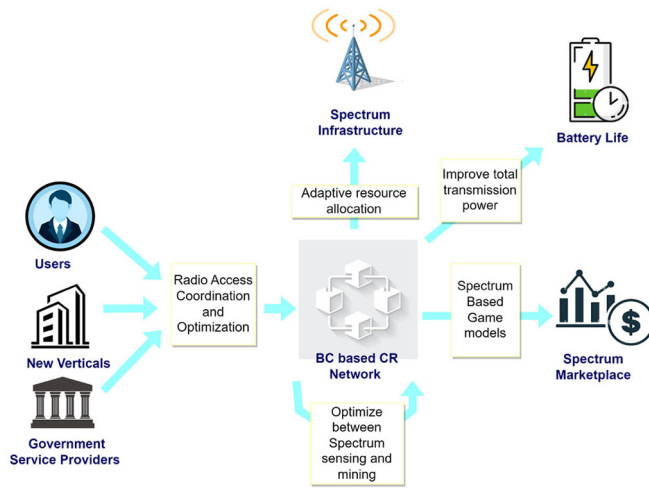 Spectrum
Infrastructure
Battery Life
Adaptive resource
allocation
Improve total
transmission
power
Users
Radio Access
Coordination
and
Optimization
Spectrum
Based
Game
models
New Verticals
BC based CR
Network
$
Spectrum
Marketplace
Optimize
between
Spectrum
sensing and
mining
Government
Service Providers